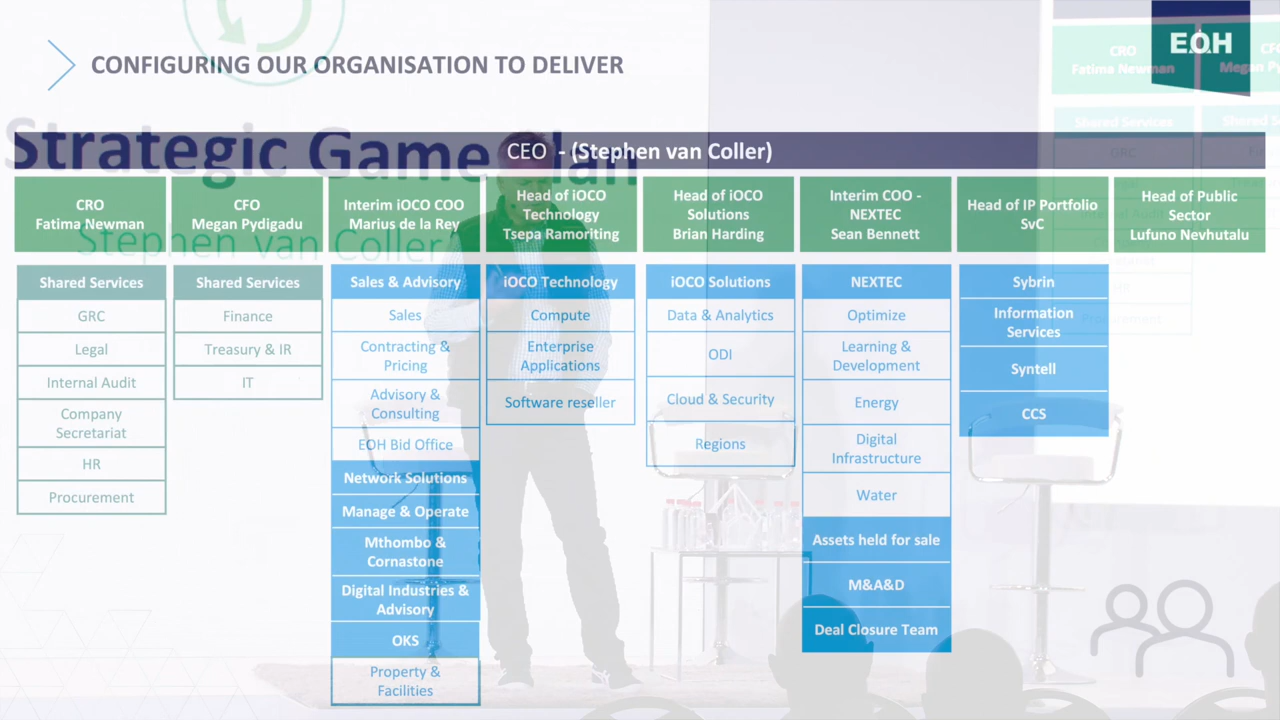 CONFIGURING OUR ORGANISATION TO DELIVER
EOH
Strategic Game Plan
Stephen van Coller
CEO - (Stephen van Coller)
CRO
Fatima Newman
CFO
Megan Pydigadu
Interim iOCO COO
Marius de la Rey
Head of iOCO
Technology
Tsepa Ramoriting
Head of iOCO
Solutions
Brian Harding
Interim COO -
NEXTEC
Sean Bennett
Head of IP Portfolio
SvC
Head of Public
Sector
Lufuno Nevhutalu
Shared Services
GRC
Legal
Internal Audit
Company
Secretariat
HR
Procurement
Shared Services
Finance
Treasury & IR
IT
Sales & Advisory
Sales
Contracting &
Pricing
Advisory &
Consulting
EOH Bid Office
Network Solutions
Manage & Operate
Mthombo &
Cornastone
Digital Industries &
Advisory
OKS
Property &
Facilities
iOCO Technology
Compute
Enterprise
Applications
Software reseller
iOCO Solutions
Data & Analytics
ODI
Cloud & Security
Regions
NEXTEC
Optimize
Learning &
Development
Energy
Digital
Infrastructure
Water
Assets held for sale
M&A&D
Deal Closure Team
Sybrin
Information
Services
Syntell
CCS
CRO
Fatima Newman
Shared Services
GRC